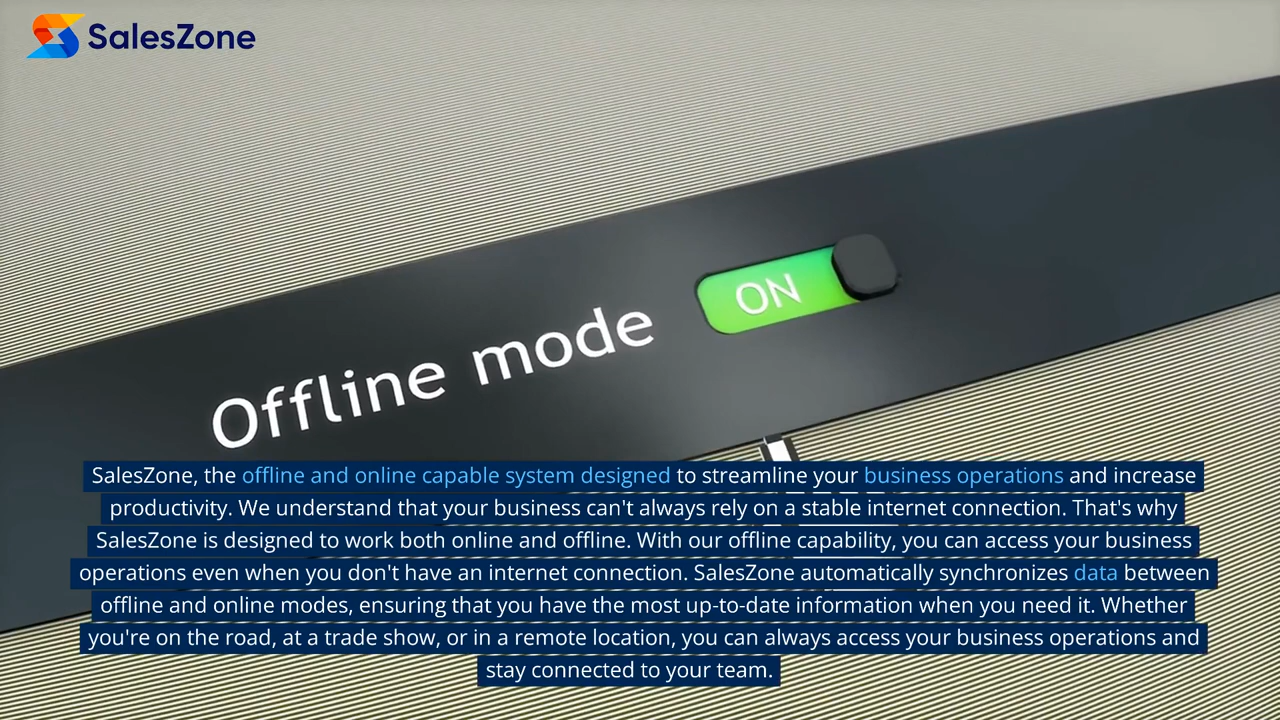 SalesZone
Offline mode
ON
SalesZone, the offline and online capable system designed to streamline your business operations and increase
productivity. We understand that your business can't always rely on a stable internet connection. That's why
SalesZone is designed to work both online and offline. With our offline capability, you can access your business
operations even when you don't have an internet connection. SalesZone automatically synchronizes data between
offline and online modes, ensuring that you have the most up-to-date information when you need it. Whether
you're on the road, at a trade show, or in a remote location, you can always access your business operations and
stay connected to your team.